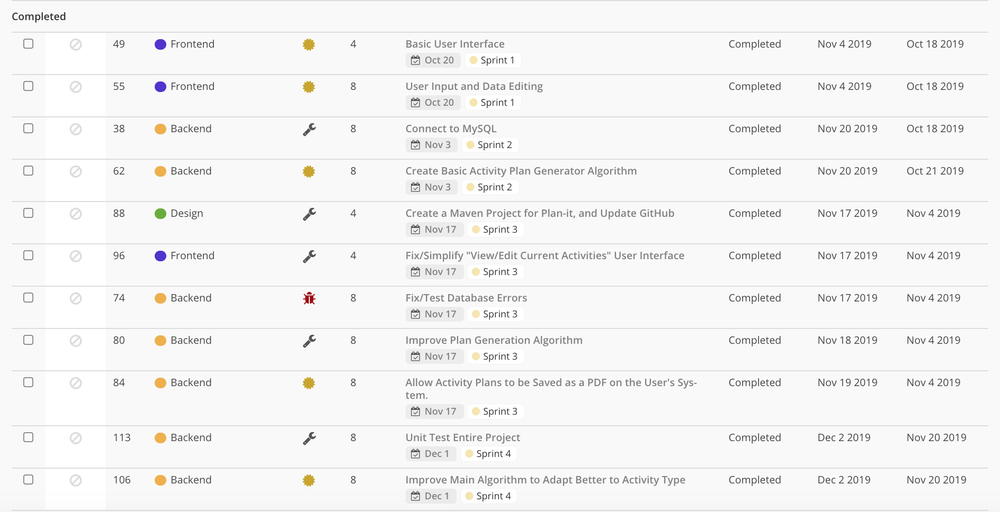 Completed
49 Frontend 4 Basic User Interface Completed Nov 4 2019 Oct 18 2019
Oct 20 Sprint 1
55 Frontend 8 User Input and Data Editing Completed Nov 4 2019 Oct 18 2019
Oct 20 Sprint 1
38 Backend 8 Connect to MySQL Completed Nov 20 2019 Oct 18 2019
Nov 3 Sprint 2
62 Backend 8 Create Basic Activity Plan Generator Algorithm Completed Nov 20 2019 Oct 21 2019
Nov 3 Sprint 2
88 Design 4 Create a Maven Project for Plan-it, and Update GitHub Completed Nov 17 2019 Nov 4 2019
Nov 17 Sprint 3
96 Frontend 4 Fix/Simplify "View/Edit Current Activities" User Interface Completed Nov 17 2019 Nov 4 2019
Nov 17 Sprint 3
74 Backend 8 Fix/Test Database Errors Completed Nov 17 2019 Nov 4 2019
Nov 17 Sprint 3
80 Backend 8 Improve Plan Generation Algorithm Completed Nov 18 2019 Nov 4 2019
Nov 17 Sprint 3
84 Backend 8 Allow Activity Plans to be Saved as a PDF on the User's Sys- Completed Nov 19 2019 Nov 4 2019
tem.
Nov 17 Sprint 3
113 Backend 8 Unit Test Entire Project Completed Dec 2 2019 Nov 20 2019
Dec 1 Sprint 4
106 Backend 8 Improve Main Algorithm to Adapt Better to Activity Type Completed Dec 2 2019 Nov 20 2019
Dec 1 Sprint 4